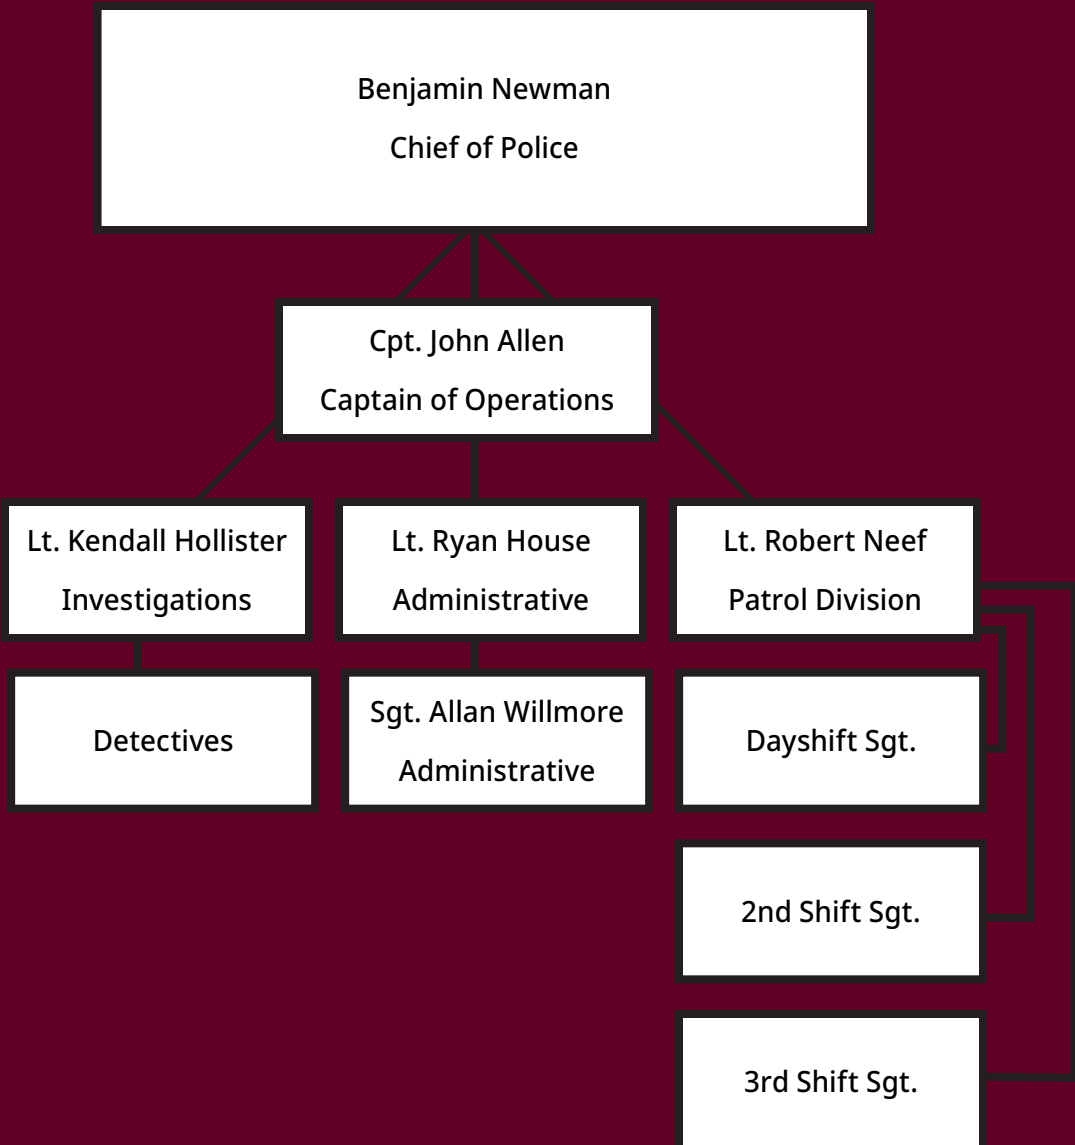 Benjamin Newman
Chief of Police
Cpt. John Allen
Captain of Operations
Lt. Kendall Hollister
Investigations
Lt. Ryan House
Administrative
Lt. Robert Neef
Patrol Division
Detectives
Sgt. Allan Willmore
Administrative
Dayshift Sgt.
2nd Shift Sgt.
3rd Shift Sgt.